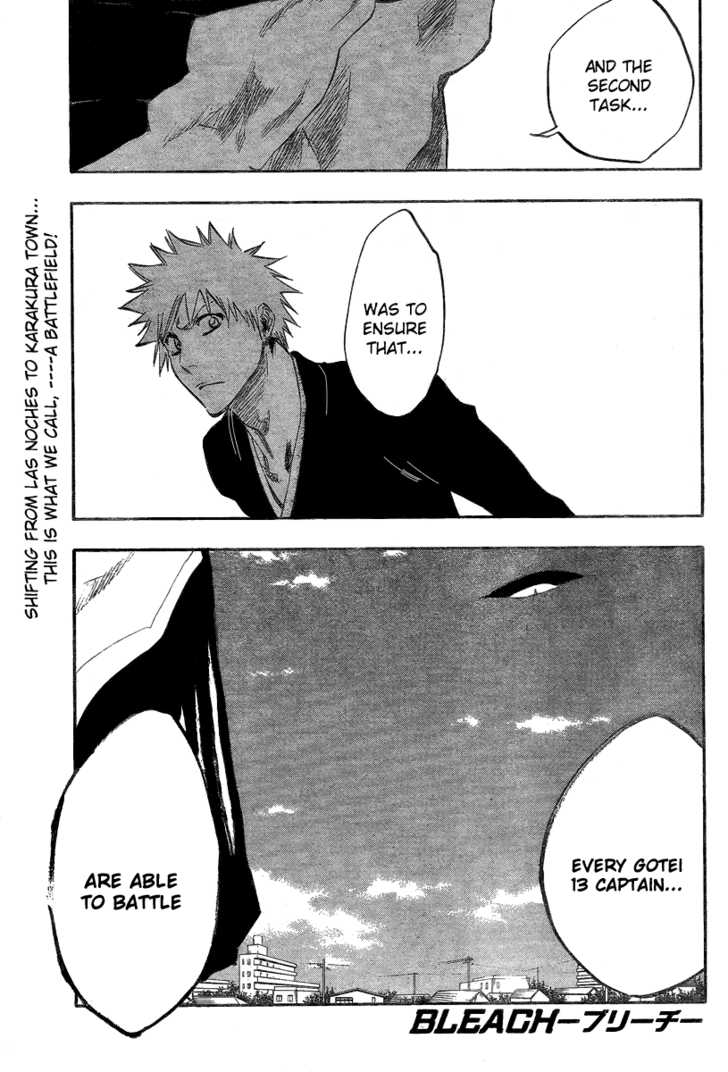 AND THE
SECOND
TASK...
WAS TO
ENSURE
THAT...
SHIFTING FROM LAS NOCHES TO KARAKURA TOWN...
THIS IS WHAT WE CALL, ----A BATTLEFIELD!
EVERY GOTEI
13 CAPTAIN...
ARE ABLE
TO BATTLE
BLEACH—ブリーチ—